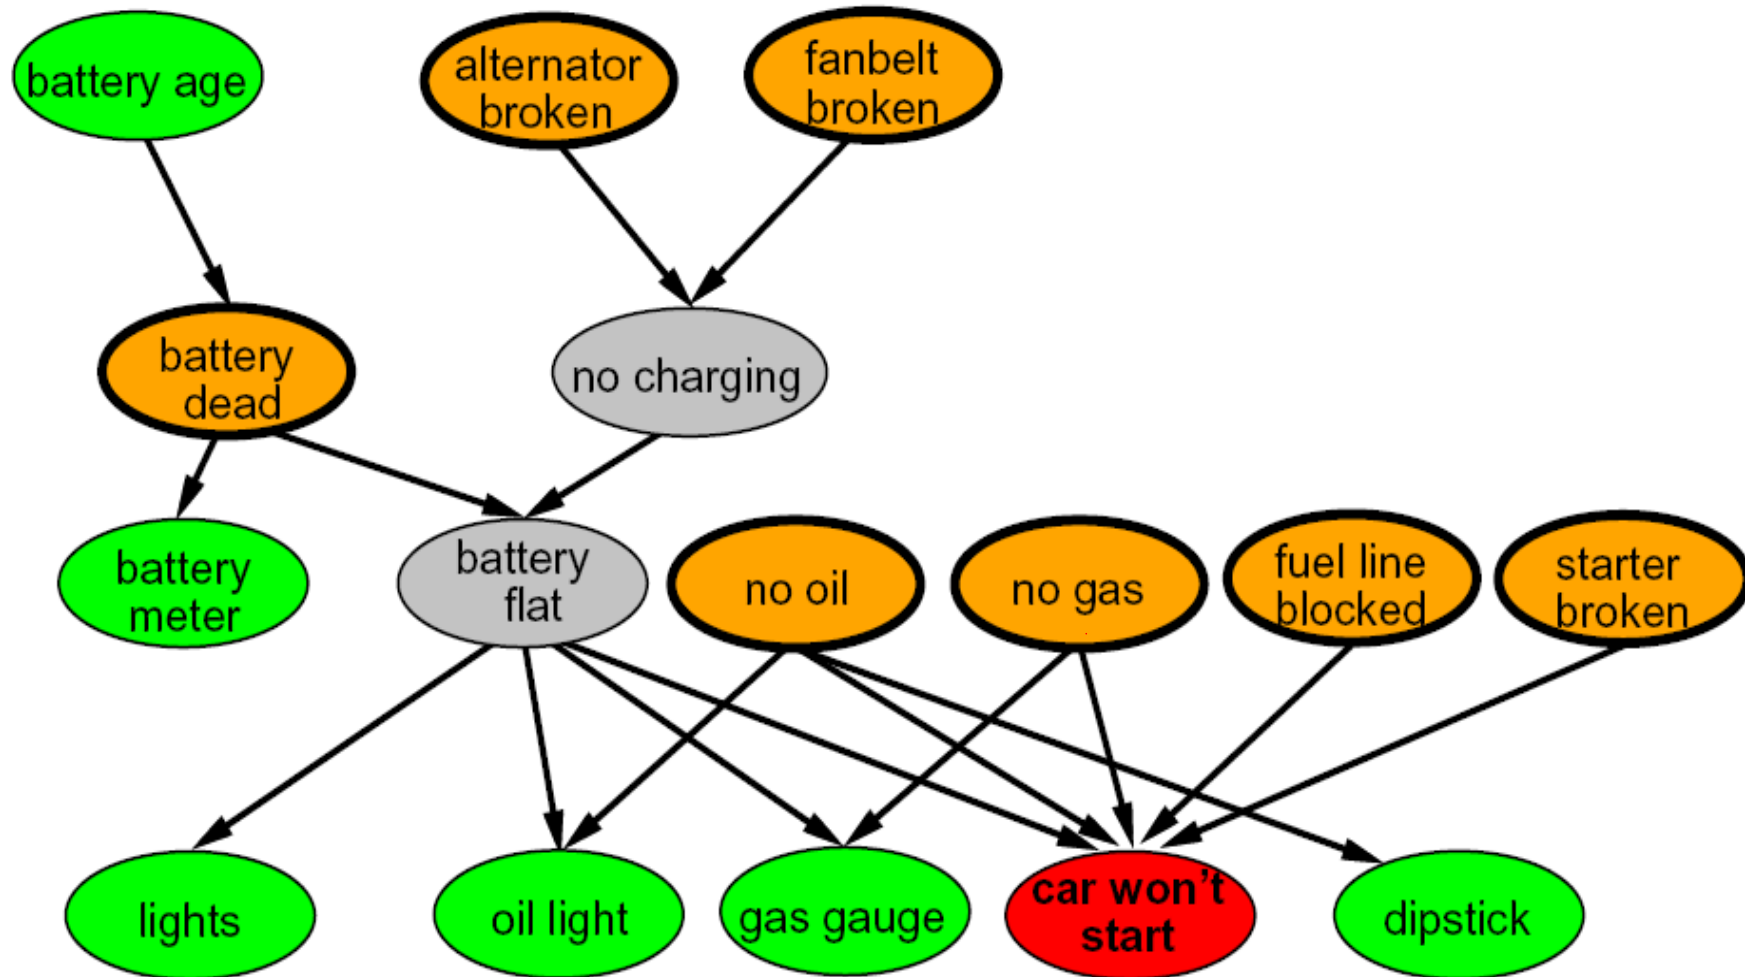 battery age
alternator
broken
fanbelt
broken
battery
dead
no charging
battery
meter
battery
flat
no oil
no gas
fuel line
blocked
starter
broken
lights
oil light
gas gauge
car won't
start
dipstick